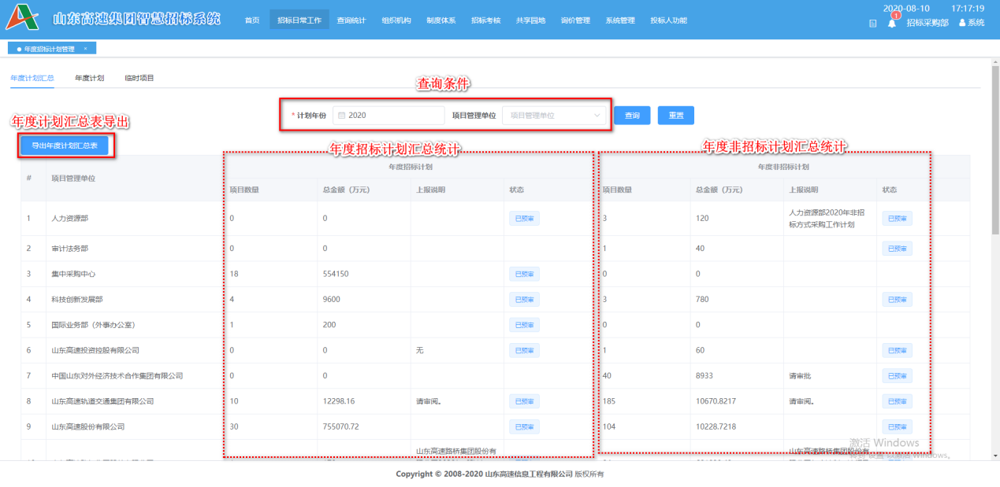 山东高速集团智慧招标系统 首页 招标日常工作 查询统计 组织机构 制度体系 招标考核 共享园地 询价管理 系统管理 投标人功能
2020-08-10 17:17:19
1 招标采购部 系统
年度招标计划管理 ×
年度计划汇总 年度计划 临时项目
查询条件
* 计划年份 2020 项目管理单位 项目管理单位 查询 重置
年度计划汇总表导出
导出年度计划汇总表
年度招标计划汇总统计 年度非招标计划汇总统计
# 项目管理单位 年度招标计划 年度非招标计划
项目数量 总金额（万元） 上报说明 状态 项目数量 总金额（万元） 上报说明 状态
1 人力资源部 0 0 已预审 3 120 人力资源部2020年非招标方式采购工作计划 已预审
2 审计法务部 0 0 1 40 已预审
3 集中采购中心 18 554150 已预审 0 0
4 科技创新发展部 4 9600 已预审 3 780 已预审
5 国际业务部（外事办公室） 1 200 已预审 0 0
6 山东高速投资控股有限公司 0 0 无 已预审 1 60 已预审
7 中国山东对外经济技术合作集团有限公司 0 0 40 8933 请审批 已预审
8 山东高速轨道交通集团有限公司 10 12298.16 请审阅。 已预审 185 10670.8217 请审阅。 已预审
9 山东高速股份有限公司 30 755070.72 已预审 104 10228.7218 已预审
山东高速路桥集团股份有 山东高速路桥集团股份有
激活 Windows
Copyright © 2008-2020 山东高速信息工程有限公司 版权所有